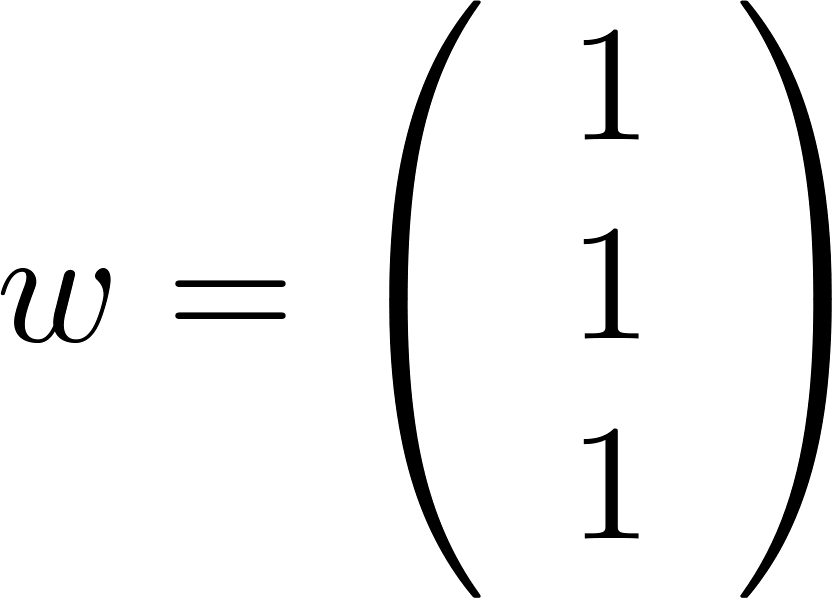 1
w = ( 1 )
1